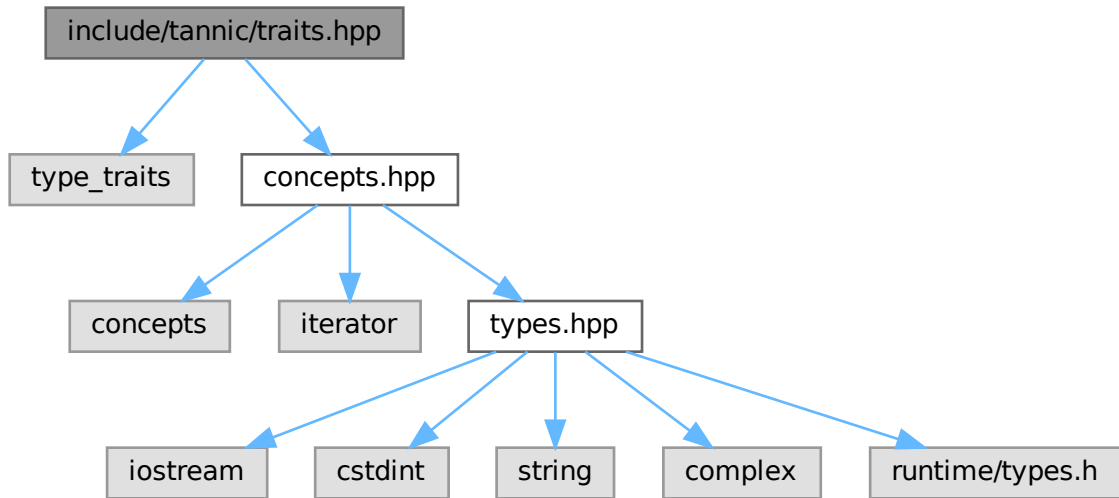 include/tannic/traits.hpp
type_traits
concepts.hpp
concepts
iterator
types.hpp
iostream
cstdint
string
complex
runtime/types.h